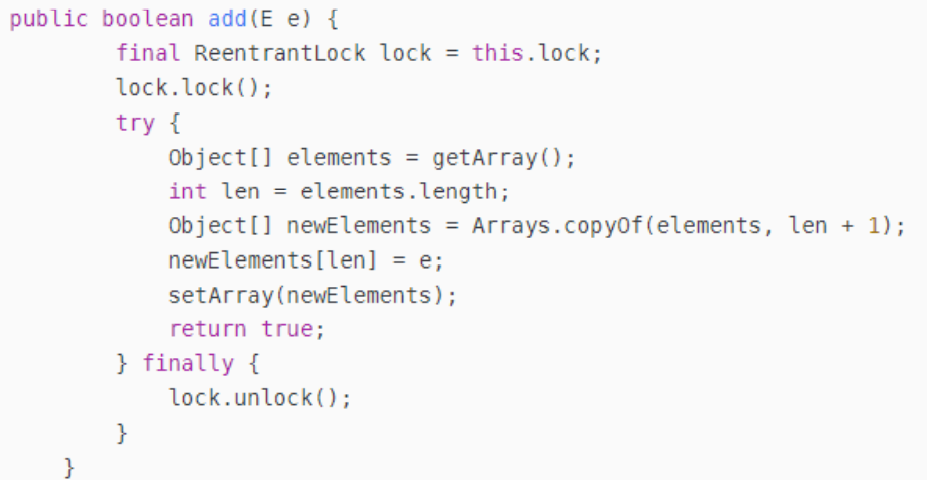 public boolean add(E e) {
        final ReentrantLock lock = this.lock;
        lock.lock();
        try {
            Object[] elements = getArray();
            int len = elements.length;
            Object[] newElements = Arrays.copyOf(elements, len + 1);
            newElements[len] = e;
            setArray(newElements);
            return true;
        } finally {
            lock.unlock();
        }
    }